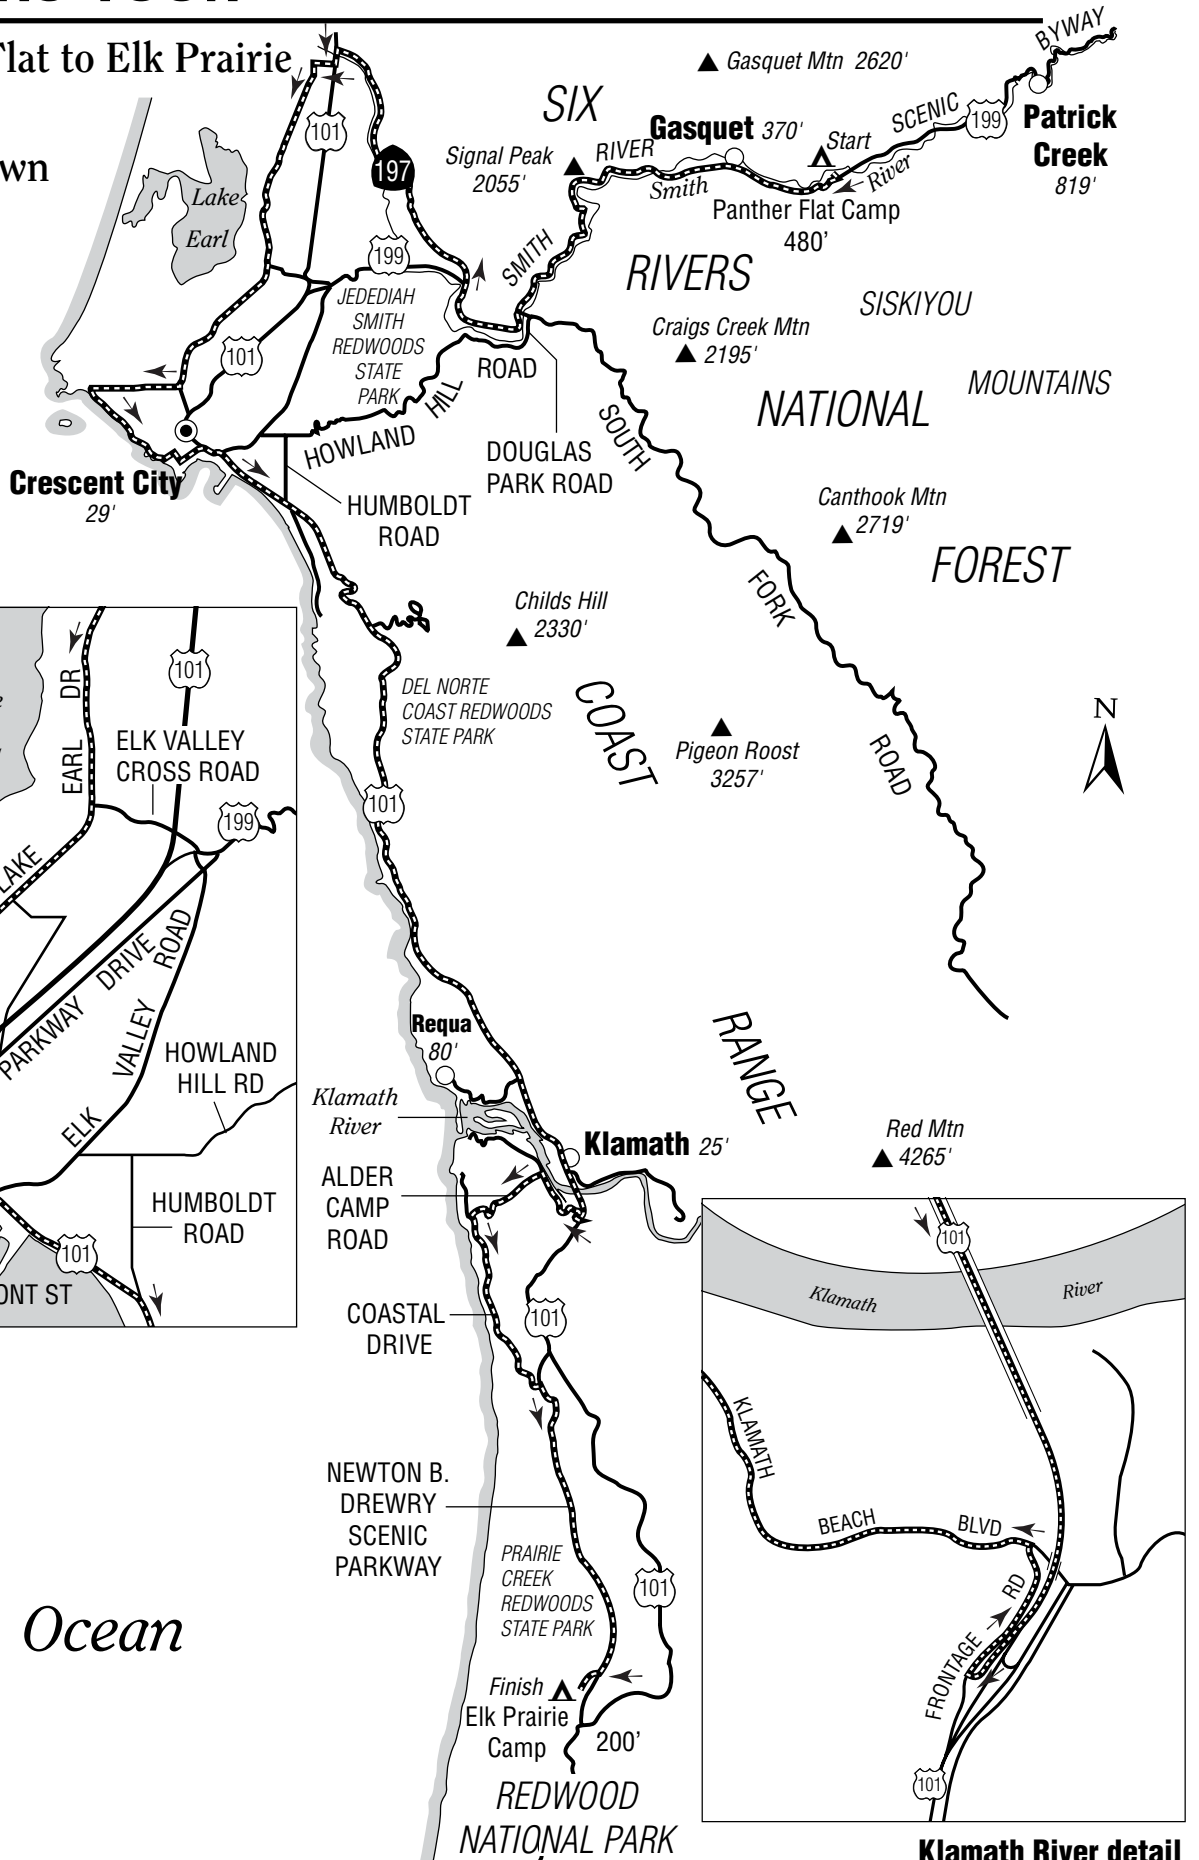 Flat to Elk Prairie
wn
BYWAY
Gasquet Mtn 2620'
SIX
SCENIC
199
Patrick
Creek
819'
101
Gasquet 370'
Start
Signal Peak
2055'
RIVER
197
Smith
River
Panther Flat Camp
480'
Lake
Earl
199
SMITH
RIVERS
SISKIYOU
JEDEDIAH
SMITH
REDWOODS
STATE
PARK
Craigs Creek Mtn
2195'
101
ROAD
MOUNTAINS
HILL
NATIONAL
HOWLAND
SOUTH
DOUGLAS
PARK ROAD
Crescent City
29'
HUMBOLDT
ROAD
Canthook Mtn
2719'
FOREST
FORK
Childs Hill
2330'
DR
101
DEL NORTE
COAST REDWOODS
STATE PARK
COAST
N
EARL
ELK VALLEY
CROSS ROAD
Pigeon Roost
3257'
ROAD
199
101
LAKE
DRIVE
ROAD
PARKWAY
VALLEY
Requa
80'
RANGE
HOWLAND
HILL RD
ELK
Klamath
River
Klamath 25'
Red Mtn
4265'
ALDER
CAMP
ROAD
HUMBOLDT
ROAD
101
ONT ST
101
Klamath
River
COASTAL
DRIVE
101
KLAMATH
NEWTON B.
DREWRY
SCENIC
PARKWAY
BEACH
BLVD
PRAIRIE
CREEK
REDWOODS
STATE PARK
101
RD
Ocean
FRONTAGE
Finish
Elk Prairie
Camp
200'
101
REDWOOD
NATIONAL PARK
Klamath River detail